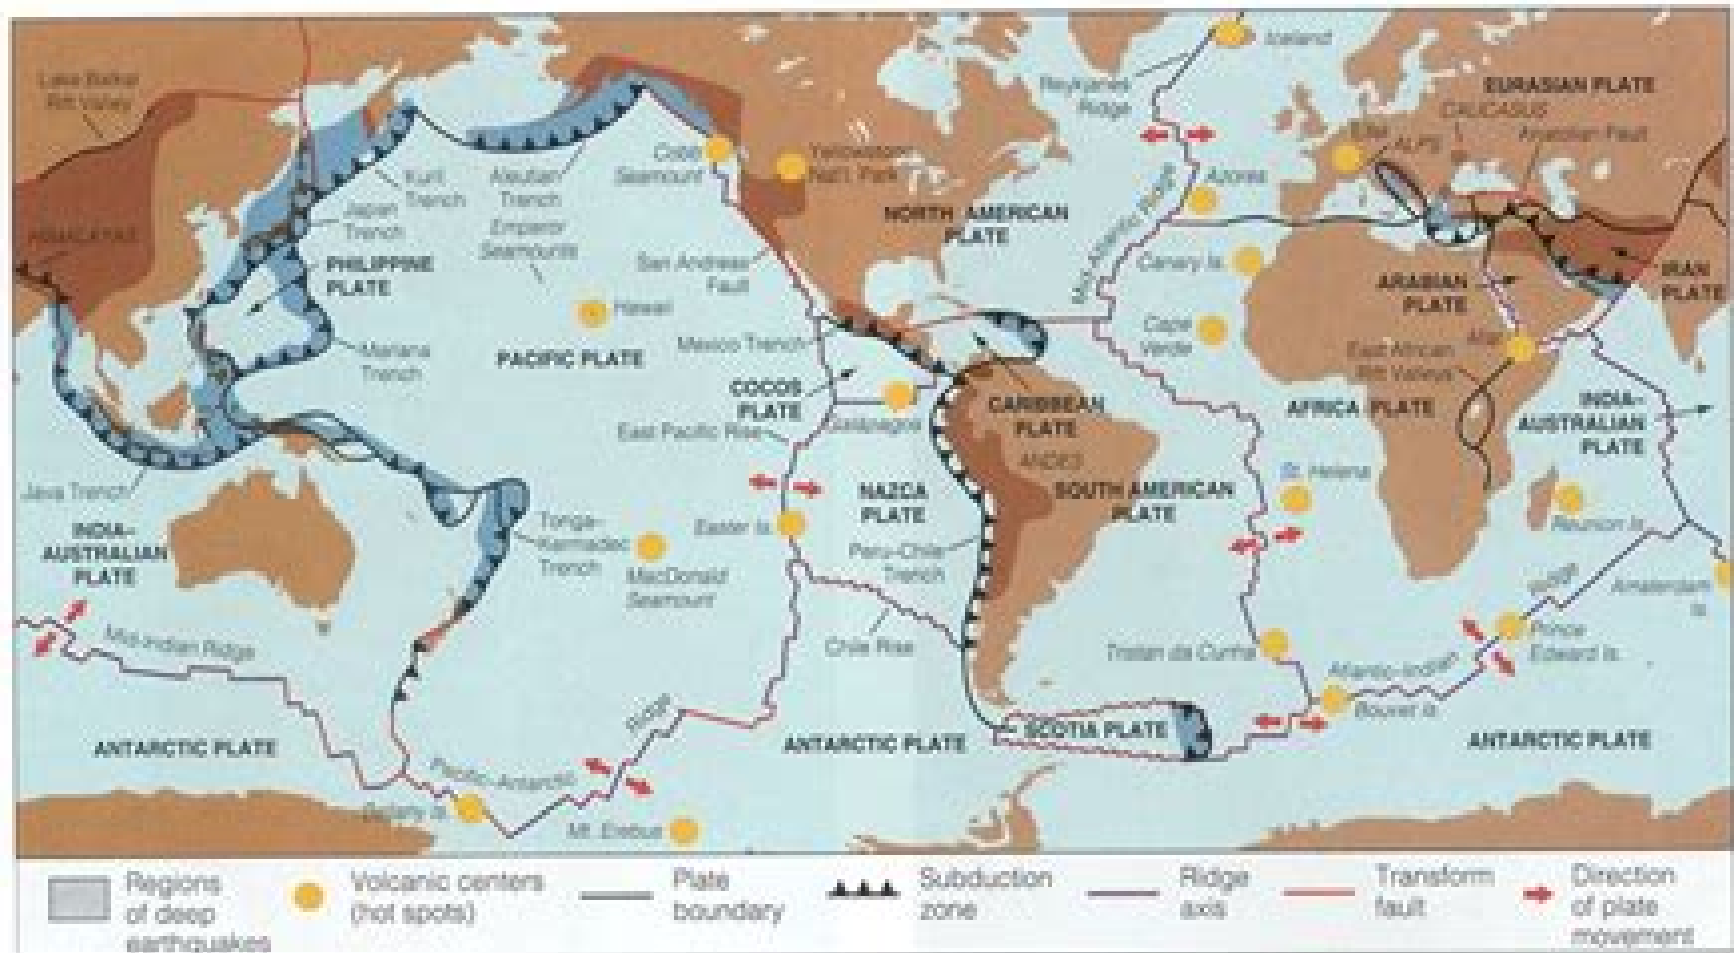 Iceland
Lake Baikal
Rift Valley
Reykjanes
Ridge
EURASIAN PLATE
CAUCASUS
Anatolian Fault
ALPS
Cobb
Seamount
Yellowstone
Nat'l. Park
Kuril
Trench
Aleutian
Trench
Azores
Japan
Trench
Emperor
Seamounts
NORTH AMERICAN
PLATE
Mid-Atlantic Ridge
HIMALAYAS
PHILIPPINE
PLATE
San Andreas
Fault
Canary Is.
ARABIAN
PLATE
IRAN
PLATE
Hawaii
Mexico Trench
Cape
Verde
Afar
Mariana
Trench
PACIFIC PLATE
East African
Rift Valleys
COCOS
PLATE
CARIBBEAN
PLATE
AFRICA PLATE
INDIA-
AUSTRALIAN
PLATE
East Pacific Rise
Galapagos
ANDES
Java Trench
NAZCA
PLATE
SOUTH AMERICAN
PLATE
St. Helena
INDIA-
AUSTRALIAN
PLATE
Tonga-
Kermadec
Trench
Easter Is.
Peru-Chile
Trench
Reunion Is.
MacDonald
Seamount
Ridge
Amsterdam
Is.
Mid-Indian Ridge
Chile Rise
Tristan da Cunha
Prince
Edward Is.
Atlantic-Indian
Bouvet Is.
Ridge
ANTARCTIC PLATE
ANTARCTIC PLATE
SCOTIA PLATE
ANTARCTIC PLATE
Pacific-Antarctic
Mt. Erebus
Regions
of deep
earthquakes
Volcanic centers
(hot spots)
Plate
boundary
Subduction
zone
Ridge
axis
Transform
fault
Direction
of plate
movement